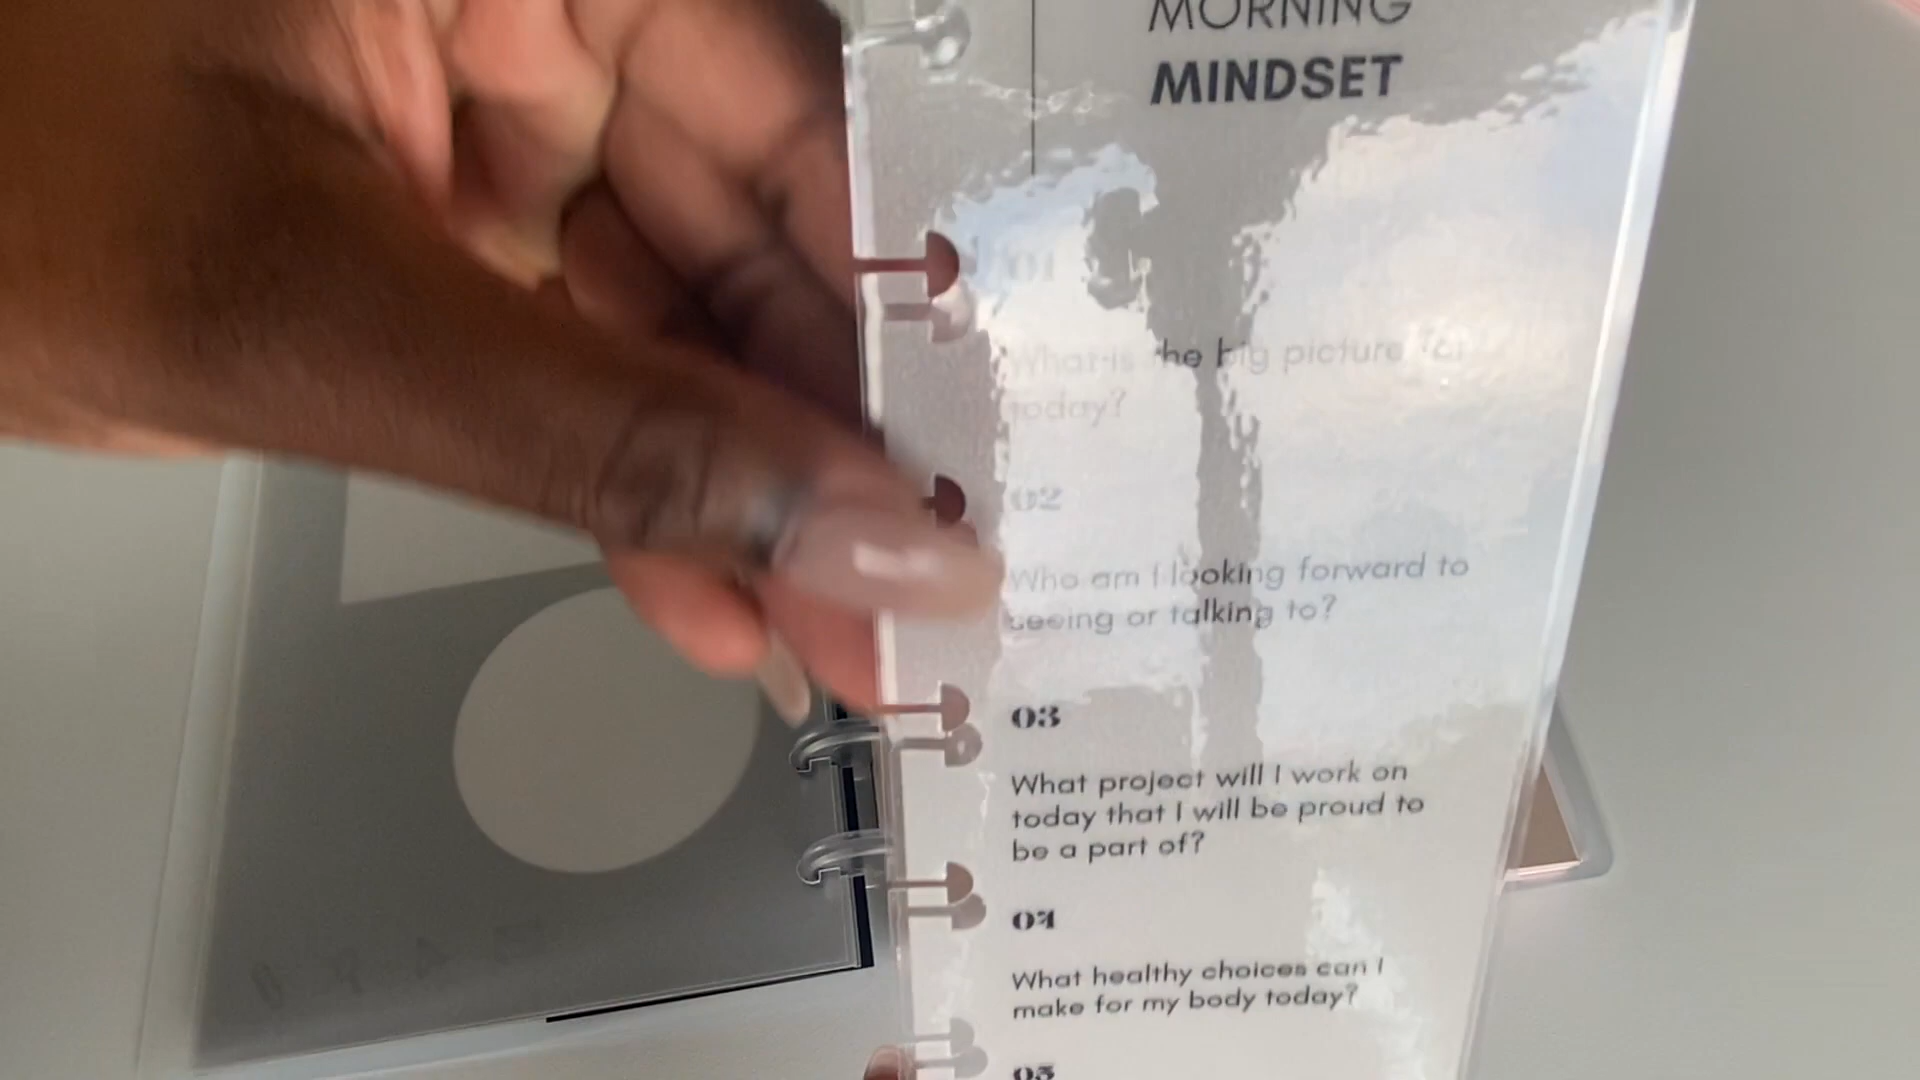 MORNING
MINDSET
01
What is the big picture for
today?
02
Who am I looking forward to
seeing or talking to?
03
What project will I work on
today that I will be proud to
be a part of?
04
What healthy choices can I
make for my body today?
05